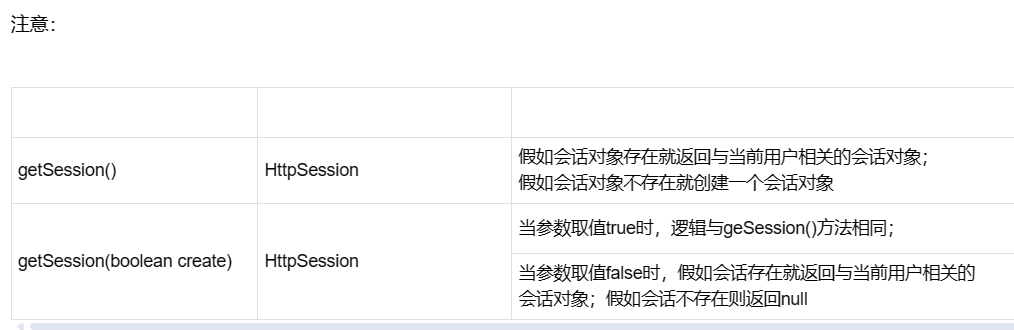 注意：
getSession()
HttpSession
假如会话对象存在就返回与当前用户相关的会话对象；
假如会话对象不存在就创建一个会话对象
getSession(boolean create)
HttpSession
当参数取值true时，逻辑与geSession()方法相同；
当参数取值false时，假如会话存在就返回与当前用户相关的
会话对象；假如会话不存在则返回null